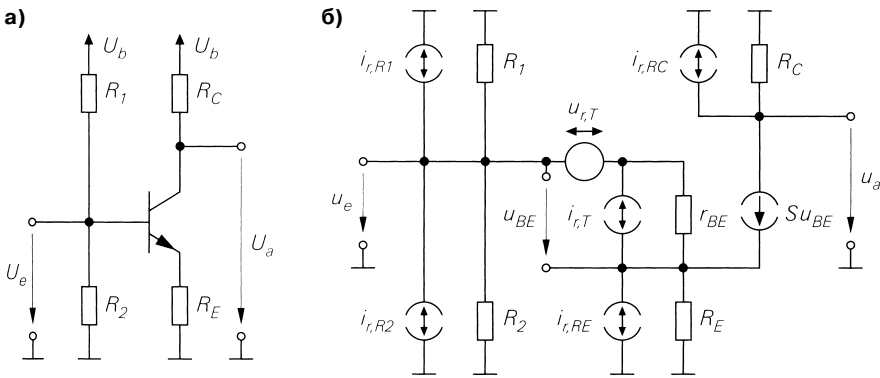 а)
U_b
U_b
R_1
R_C
U_e
U_a
R_2
R_E
б)
i_{r,R1}
R_1
i_{r,RC}
R_C
u_{r,T}
u_e
u_{BE}
i_{r,T}
r_{BE}
Su_{BE}
u_a
i_{r,R2}
R_2
i_{r,RE}
R_E